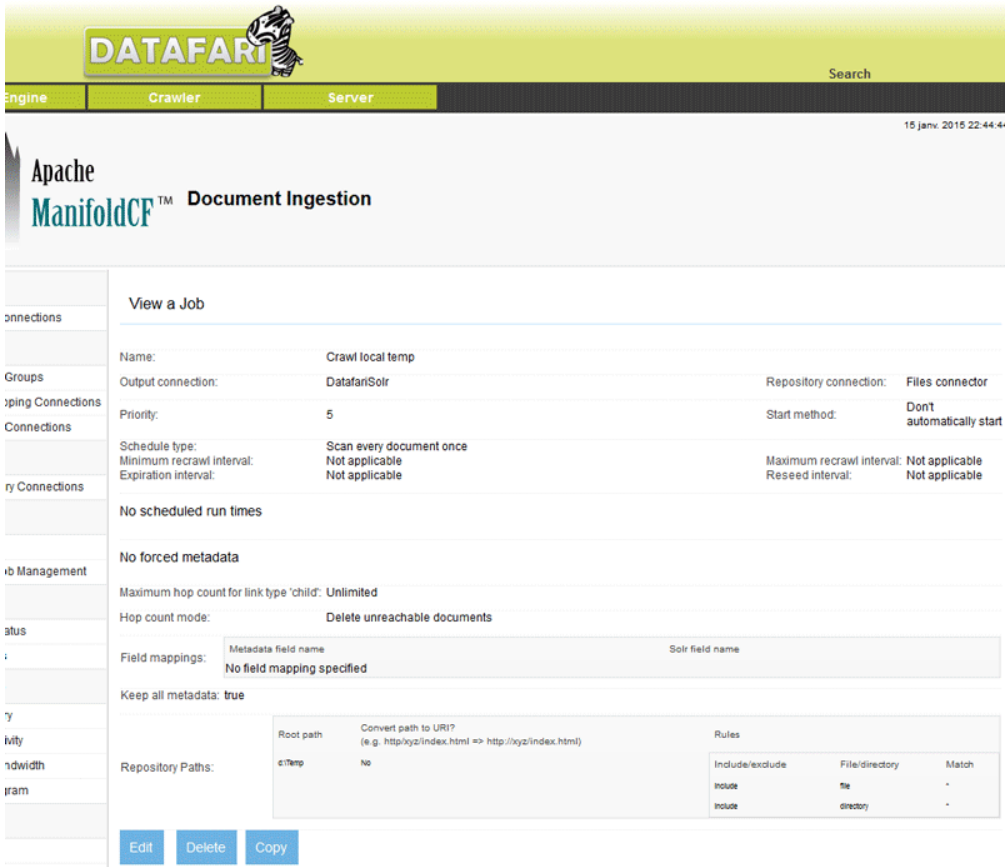 DATAFARI
Search
Engine Crawler Server
15 janv. 2015 22:44:44
Apache
ManifoldCF™ Document Ingestion
View a Job
onnections
Name: Crawl local temp
Groups
Output connection: DatafariSolr Repository connection: Files connector
pping Connections
Priority: 5 Start method: Don't
automatically start
Connections
Schedule type: Scan every document once
Minimum recrawl interval: Not applicable Maximum recrawl interval: Not applicable
Expiration interval: Not applicable Reseed interval: Not applicable
ry Connections
No scheduled run times
No forced metadata
ob Management
Maximum hop count for link type 'child': Unlimited
Hop count mode: Delete unreachable documents
atus
Field mappings: Metadata field name Solr field name
s
No field mapping specified
Keep all metadata: true
ry
Root path Convert path to URI? Rules
(e.g. http/xyz/index.html => http://xyz/index.html)
ivity
Repository Paths: c:\Temp No Include/exclude File/directory Match
ndwidth
Include file *
gram
Include directory *
Edit Delete Copy